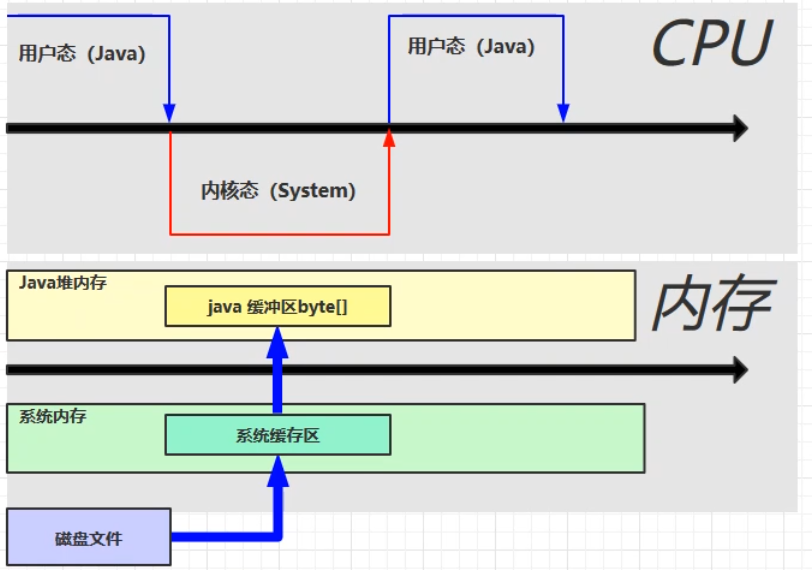 用户态（Java）
用户态（Java）
CPU
内核态（System）
Java堆内存
java 缓冲区byte[]
内存
系统内存
系统缓存区
磁盘文件